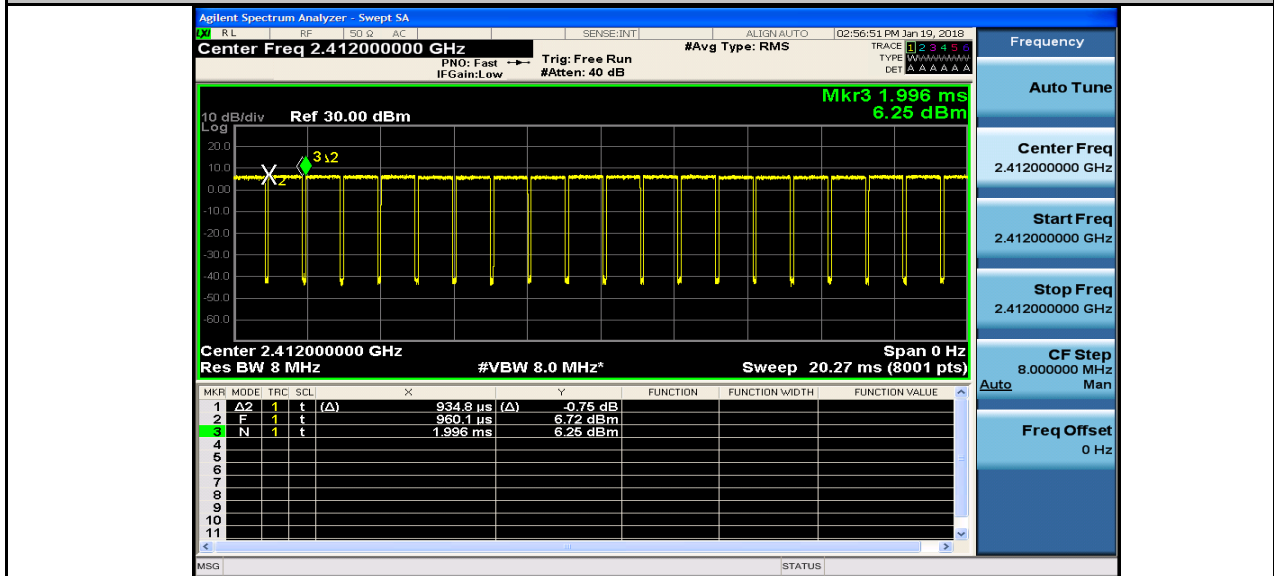 Agilent Spectrum Analyzer - Swept SA
LXI RL RF 50 Ω AC SENSE:INT ALIGN AUTO 02:56:51 PM Jan 19, 2018
Center Freq 2.412000000 GHz
PNO: Fast
IFGain:Low
Trig: Free Run
#Atten: 40 dB
#Avg Type: RMS
TRACE 1 2 3 4 5 6
TYPE WWWWWW
DET A A A A A A
Mkr3 1.996 ms
6.25 dBm
10 dB/div Ref 30.00 dBm
Log
20.0
10.0
0.00
-10.0
-20.0
-30.0
-40.0
-50.0
-60.0
2
3 Δ2
Center 2.412000000 GHz Span 0 Hz
Res BW 8 MHz #VBW 8.0 MHz* Sweep 20.27 ms (8001 pts)
MKR MODE TRC SCL X Y FUNCTION FUNCTION WIDTH FUNCTION VALUE
1 Δ2 1 t (Δ) 934.8 µs (Δ) -0.75 dB
2 F 1 t 960.1 µs 6.72 dBm
3 N 1 t 1.996 ms 6.25 dBm
4
5
6
7
8
9
10
11
MSG STATUS
Frequency
Auto Tune
Center Freq
2.412000000 GHz
Start Freq
2.412000000 GHz
Stop Freq
2.412000000 GHz
CF Step
8.000000 MHz
Auto Man
Freq Offset
0 Hz